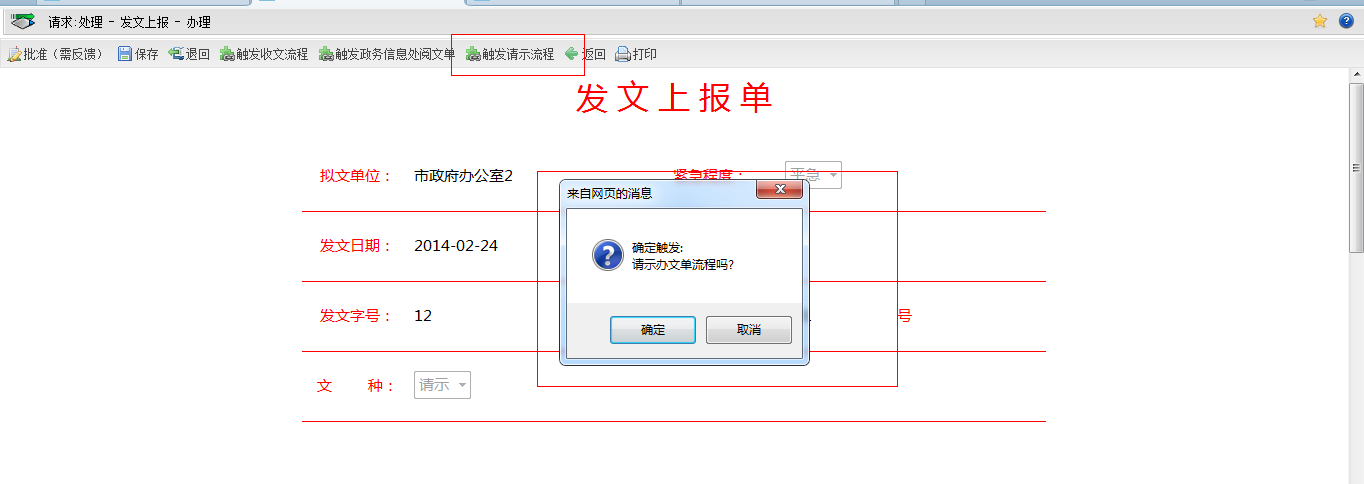 请求:处理 - 发文上报 - 办理
批准（需反馈） 保存 退回 触发收文流程 触发政务信息处阅文单 触发请示流程 返回 打印
发文上报单
拟文单位： 市政府办公室2 紧急程度： 平急
来自网页的消息
发文日期： 2014-02-24
确定触发:
请示办文单流程吗?
发文字号： 12 号
确定 取消
文 种： 请示